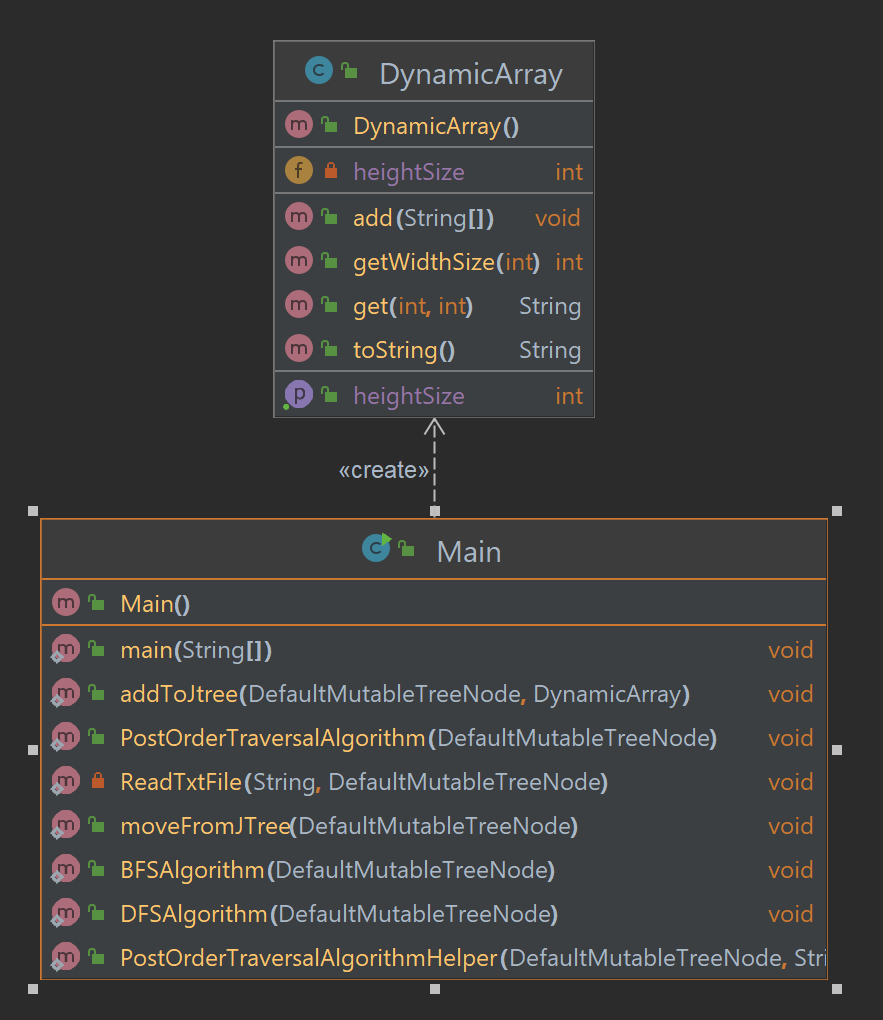 DynamicArray
DynamicArray()
heightSize int
add(String[]) void
getWidthSize(int) int
get(int, int) String
toString() String
heightSize int
«create»
Main
Main()
main(String[]) void
addToJtree(DefaultMutableTreeNode, DynamicArray) void
PostOrderTraversalAlgorithm(DefaultMutableTreeNode) void
ReadTxtFile(String, DefaultMutableTreeNode) void
moveFromJTree(DefaultMutableTreeNode) void
BFSAlgorithm(DefaultMutableTreeNode) void
DFSAlgorithm(DefaultMutableTreeNode) void
PostOrderTraversalAlgorithmHelper(DefaultMutableTreeNode, Stri